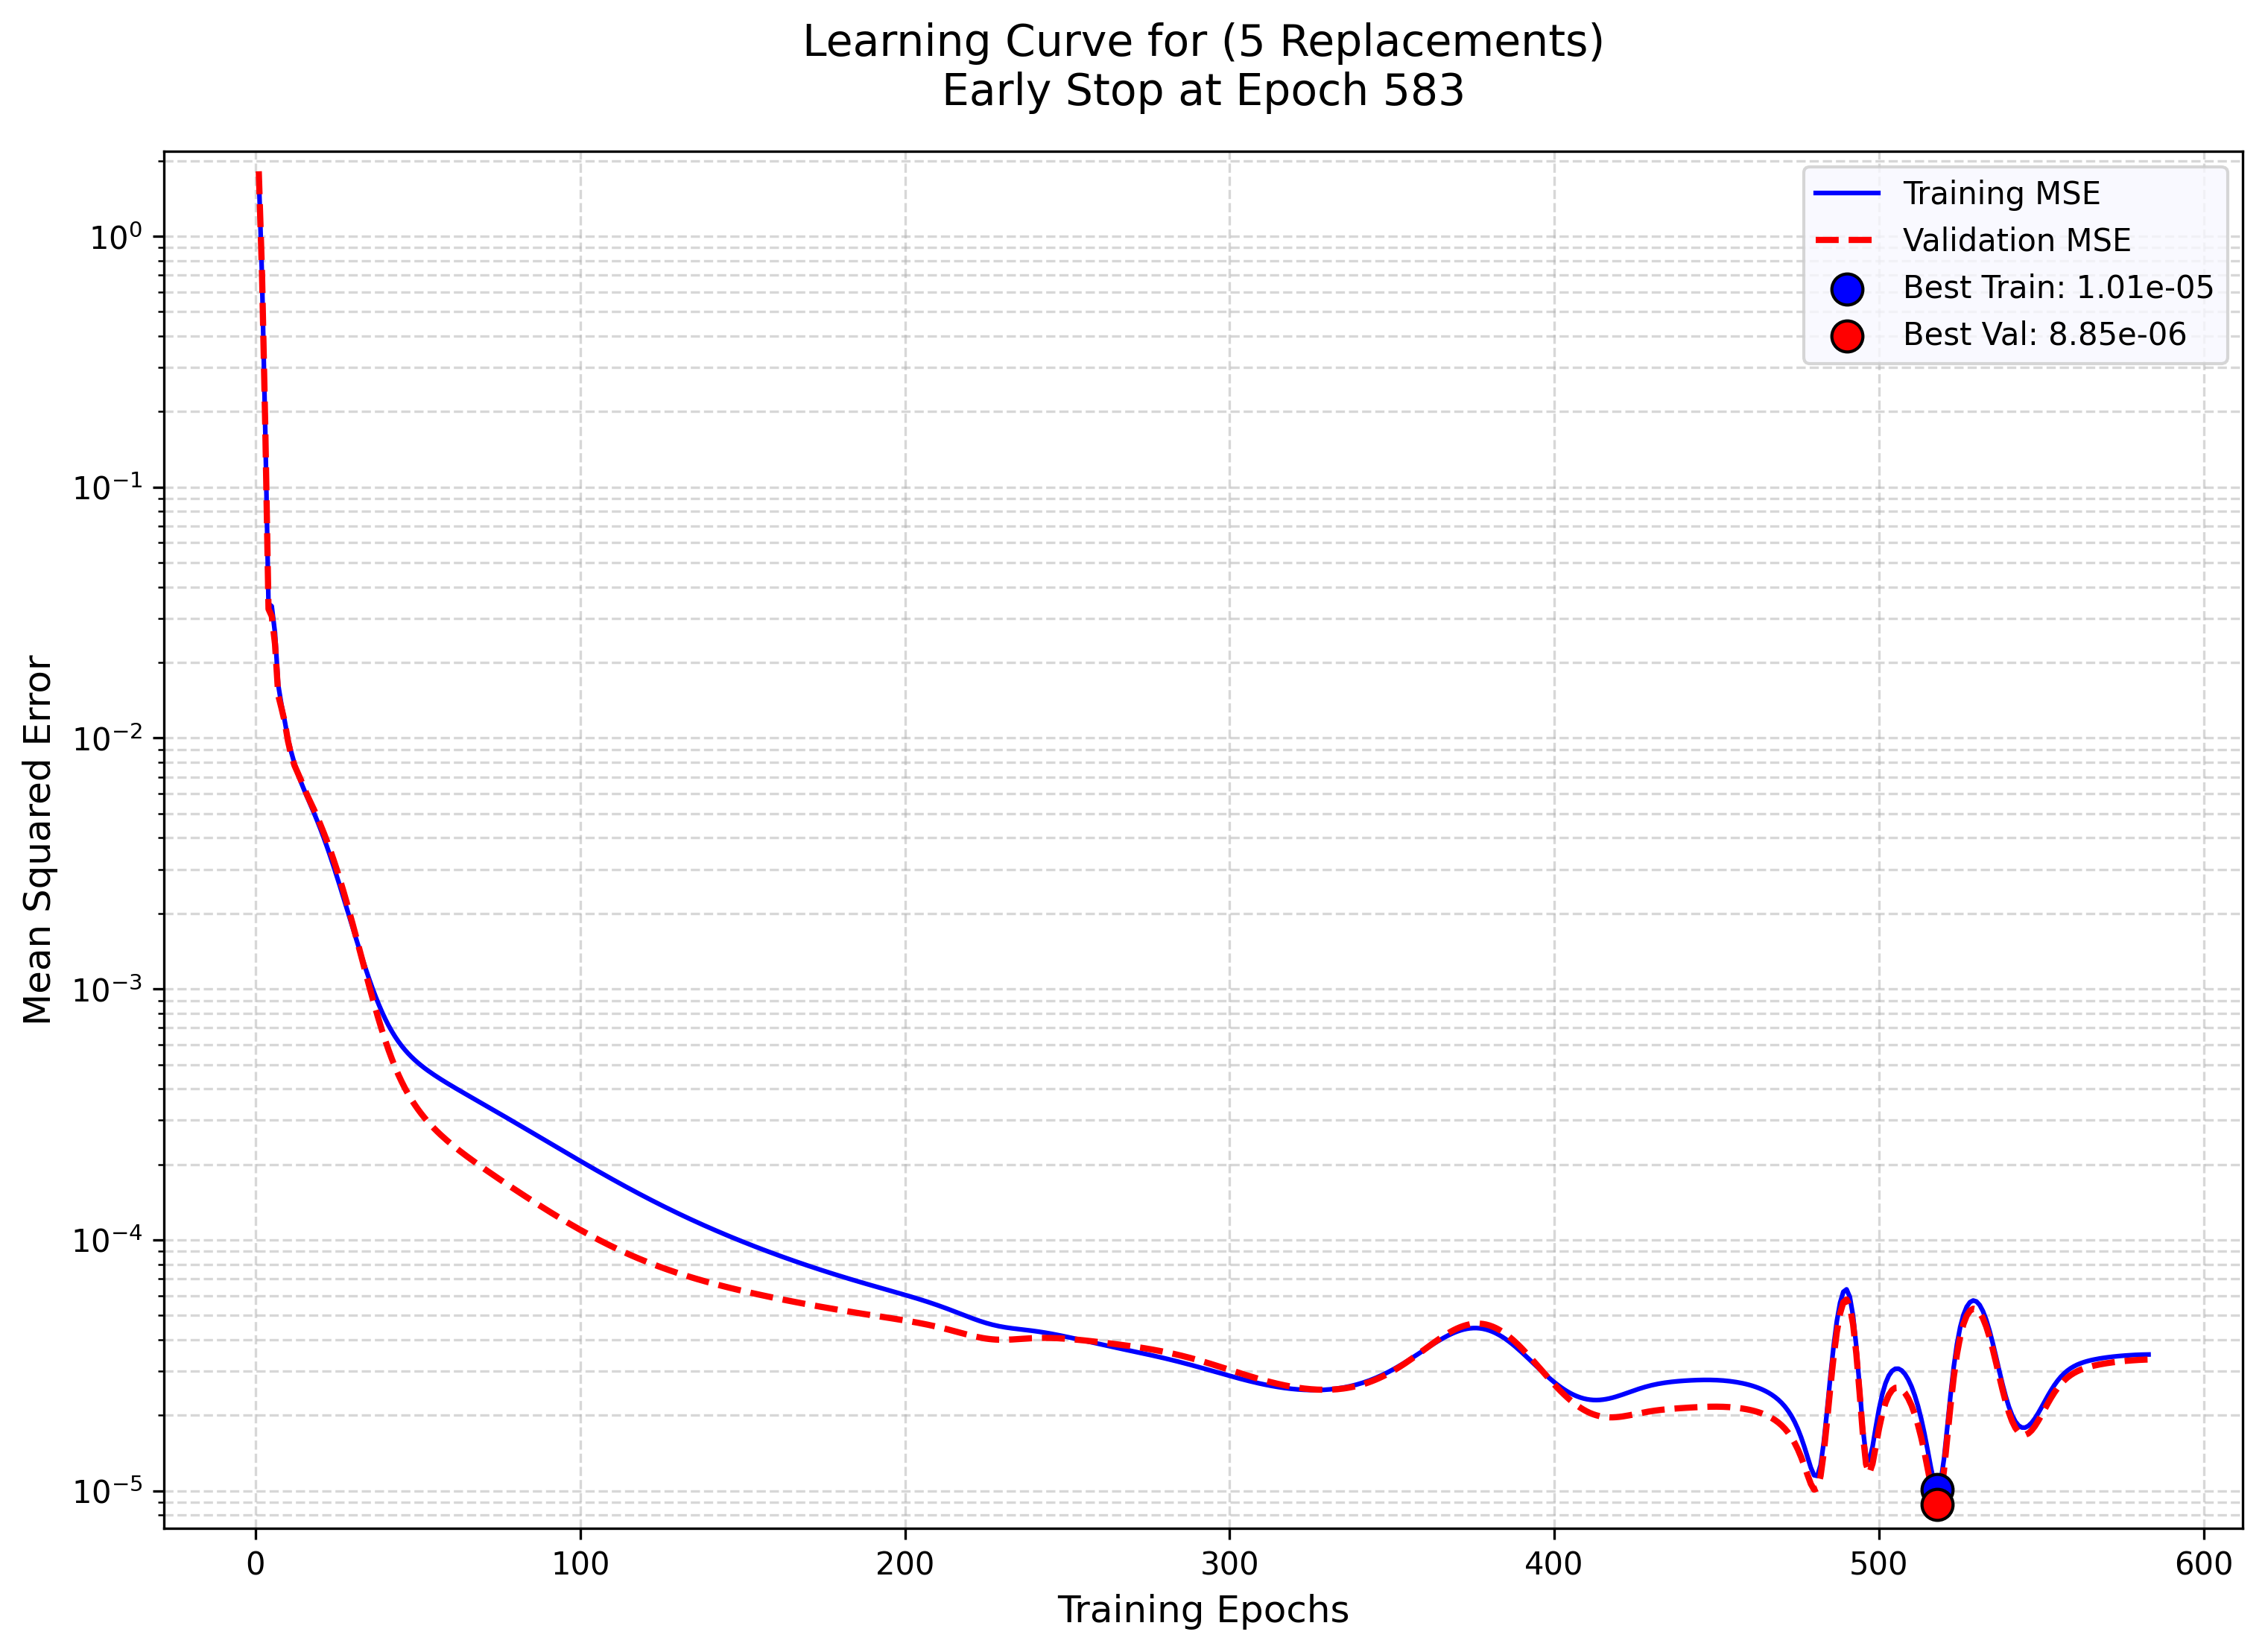 Learning Curve for (5 Replacements)
Early Stop at Epoch 583
Training MSE
Validation MSE
Best Train: 1.01e-05
Best Val: 8.85e-06
Mean Squared Error
10⁰
10⁻¹
10⁻²
10⁻³
10⁻⁴
10⁻⁵
0 100 200 300 400 500 600
Training Epochs